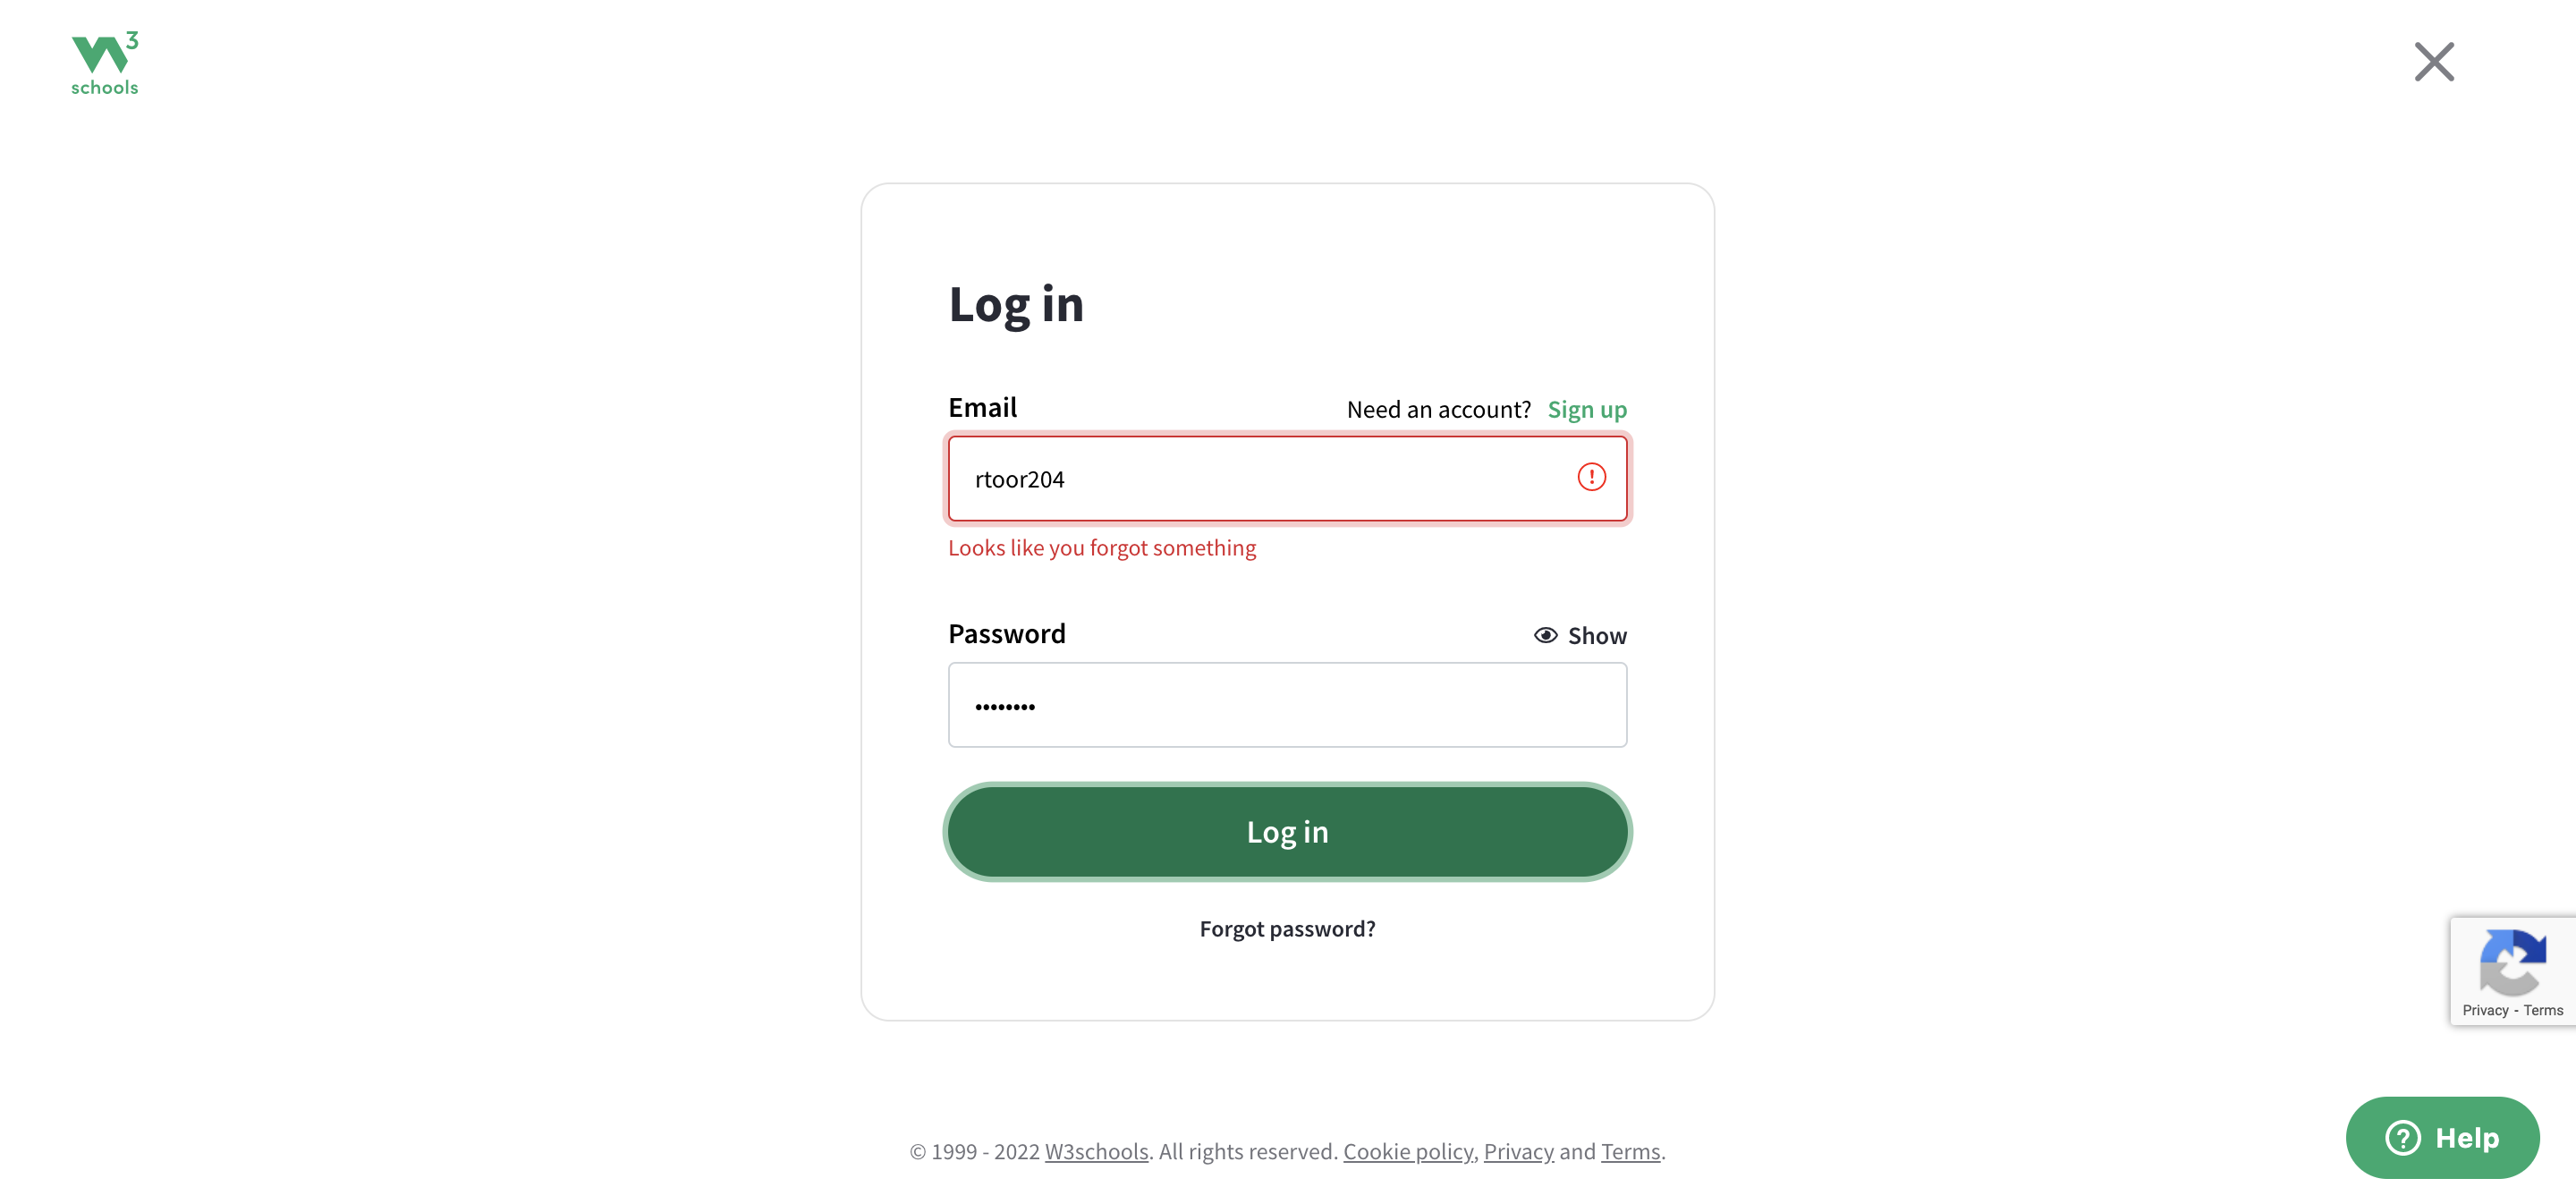 W3
schools
Log in
Email
Need an account? Sign up
rtoor204
Looks like you forgot something
Password
Show
••••••••
Log in
Forgot password?
Privacy - Terms
Help
© 1999 - 2022 W3schools. All rights reserved. Cookie policy, Privacy and Terms.